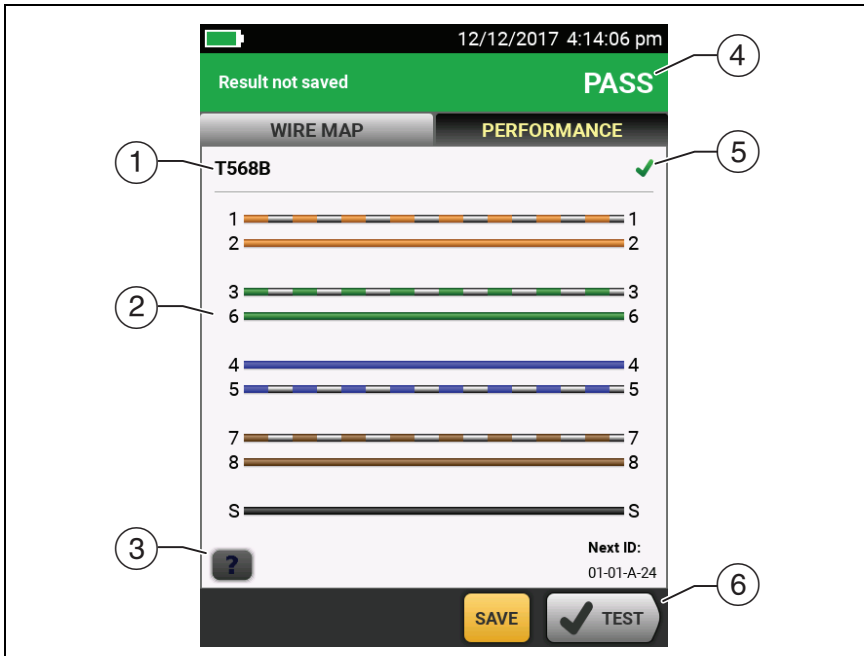 12/12/2017 4:14:06 pm
Result not saved PASS
4
WIRE MAP PERFORMANCE
1 T568B 5
1 1
2 2
3 3
2
6 6
4 4
5 5
7 7
8 8
S S
3 ? Next ID:
01-01-A-24
SAVE TEST 6